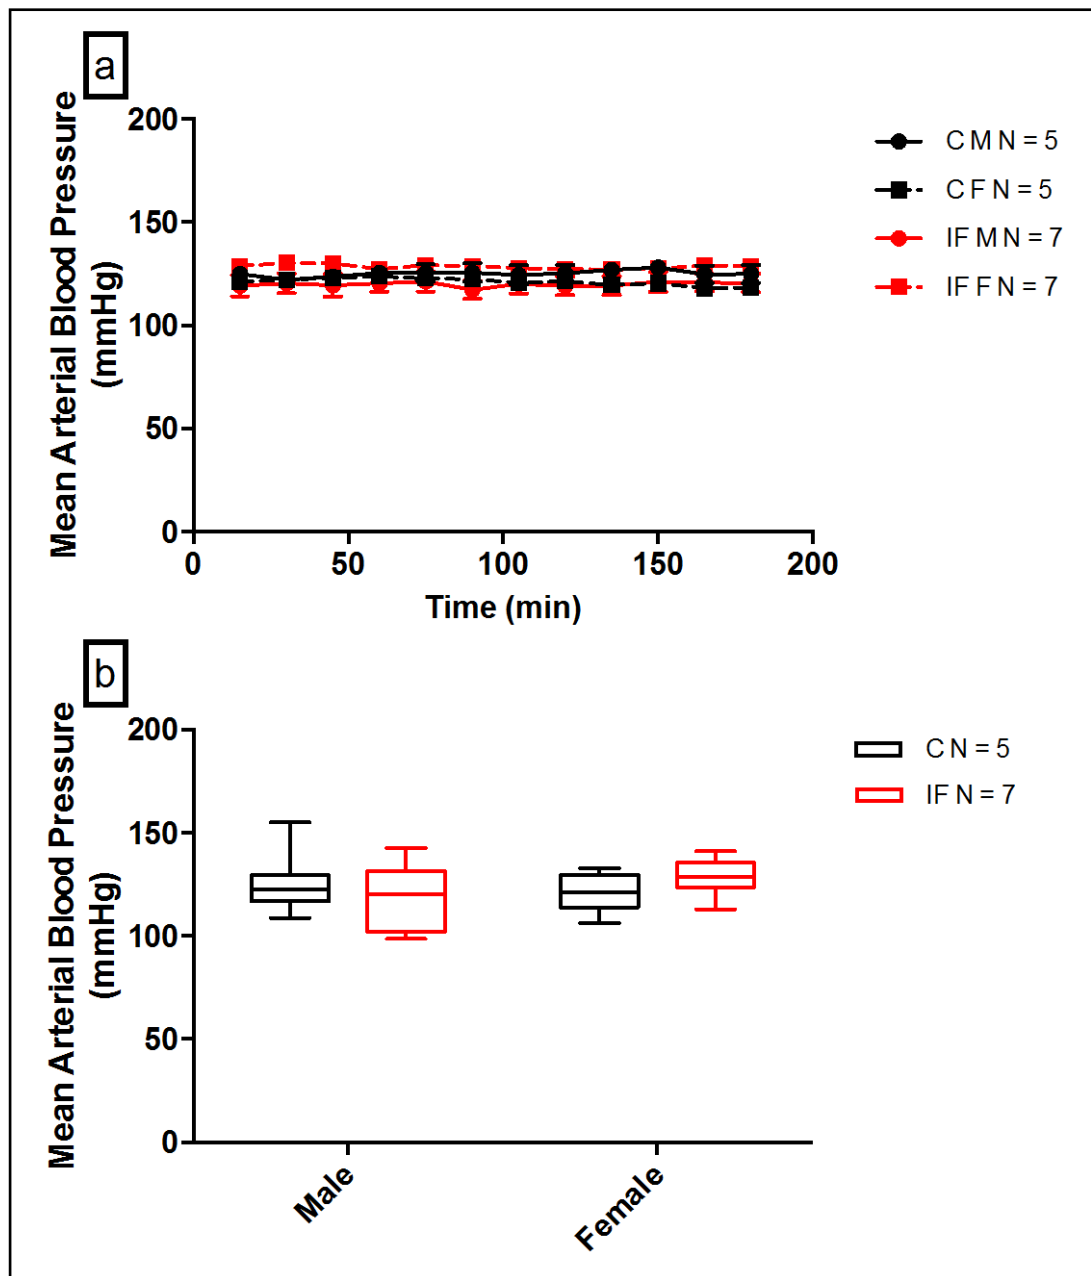 a
Mean Arterial Blood Pressure
(mmHg)
200
150
100
50
0
0 50 100 150 200
Time (min)
C M N = 5
C F N = 5
IF M N = 7
IF F N = 7
b
Mean Arterial Blood Pressure
(mmHg)
200
150
100
50
0
Male
Female
C N = 5
IF N = 7